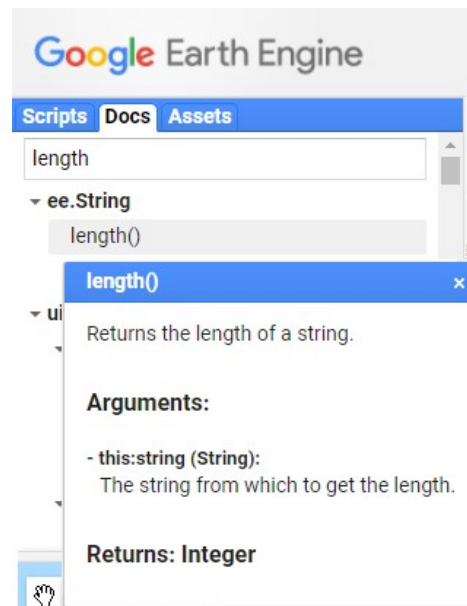 Google Earth Engine
Scripts Docs Assets
length
ee.String
length()
length()
ui
Returns the length of a string.
Arguments:
- this:string (String):
The string from which to get the length.
Returns: Integer